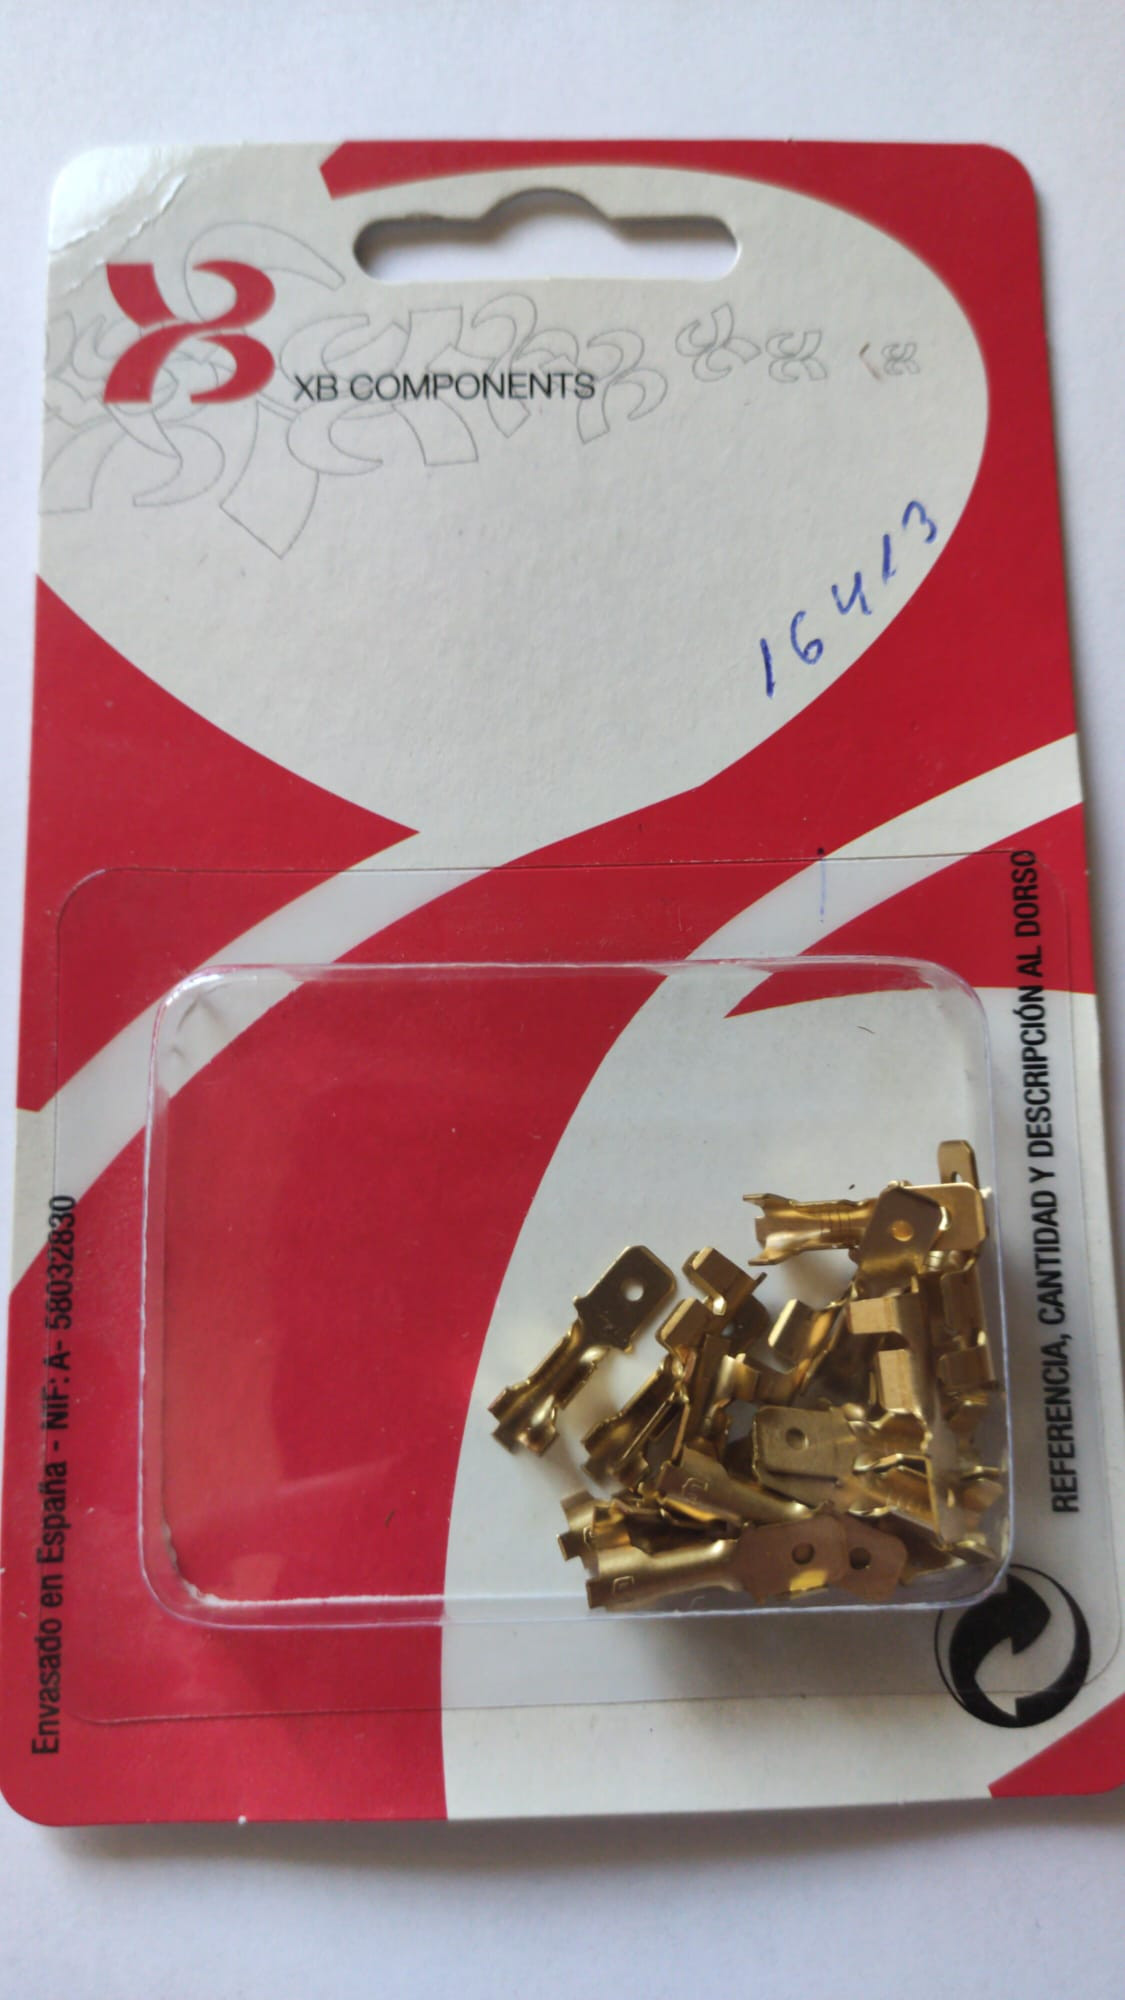 XB COMPONENTS
16413
REFERENCIA, CANTIDAD Y DESCRIPCIÓN AL DORSO
Envasado en España - NIF: A- 58032830